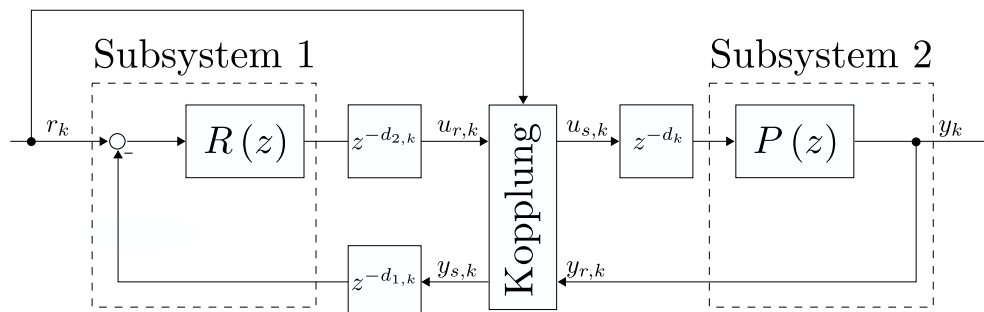 Subsystem 1
Subsystem 2
r_k
-
R(z)
z^{-d_{2,k}}
u_{r,k}
Kopplung
u_{s,k}
z^{-d_k}
P(z)
y_k
z^{-d_{1,k}}
y_{s,k}
y_{r,k}